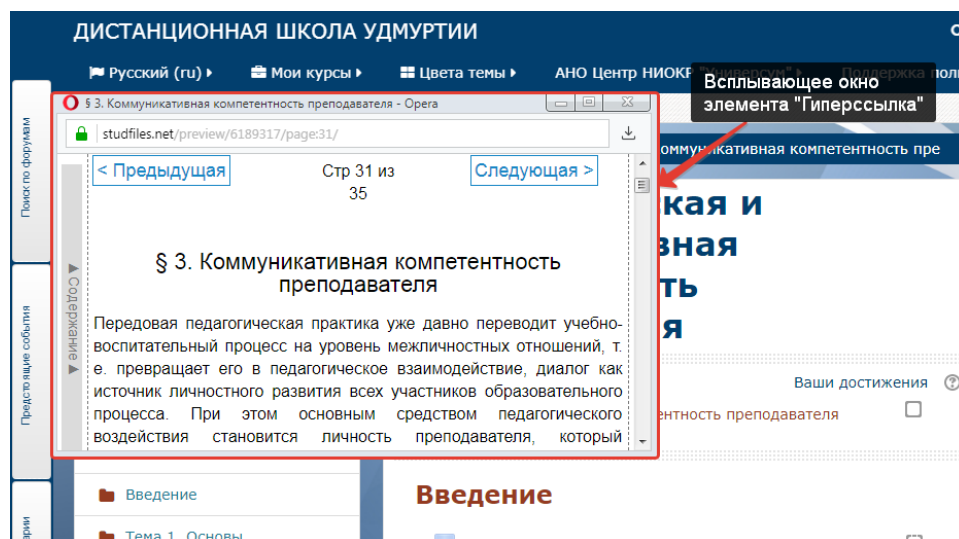 ДИСТАНЦИОННАЯ ШКОЛА УДМУРТИИ
Русский (ru)
Мои курсы
Цвета темы
АНО Центр НИОКР "Универсум"
Поддержка
Всплывающее окно
элемента "Гиперссылка"
§ 3. Коммуникативная компетентность преподавателя - Opera
studfiles.net/preview/6189317/page:31/
< Предыдущая
Стр 31 из
35
Следующая >
§ 3. Коммуникативная компетентность
преподавателя
Передовая педагогическая практика уже давно переводит учебно-
воспитательный процесс на уровень межличностных отношений, т.
е. превращает его в педагогическое взаимодействие, диалог как
источник личностного развития всех участников образовательного
процесса. При этом основным средством педагогического
воздействия становится личность преподавателя, который
Содержание
Поиск по форумам
Предстоящие события
оммуникативная компетентность пре
кая и
вная
ть
я
Ваши достижения
ентность преподавателя
Введение
Тема 1. Основы
Введение